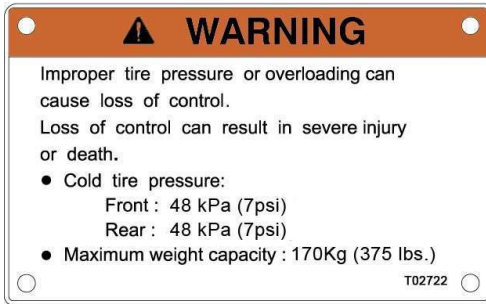 WARNING
Improper tire pressure or overloading can
cause loss of control.
Loss of control can result in severe injury
or death.
● Cold tire pressure:
Front : 48 kPa (7psi)
Rear : 48 kPa (7psi)
● Maximum weight capacity : 170Kg (375 lbs.)
T02722